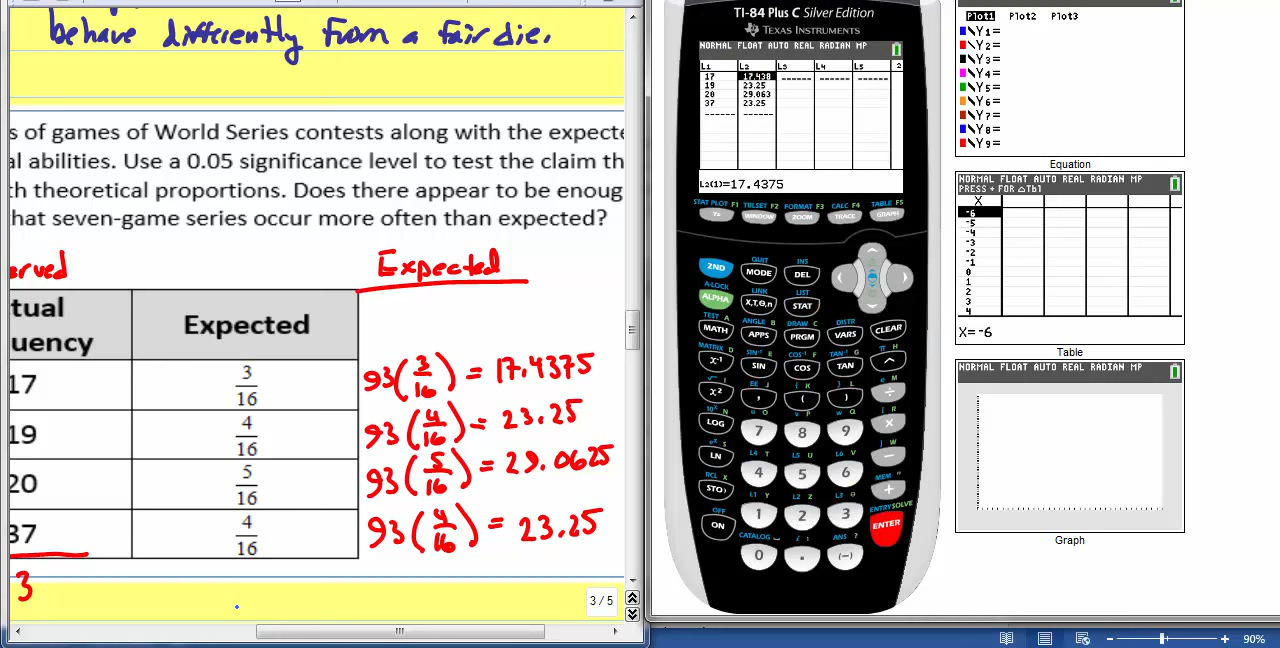 behave differently from a fair die.
s of games of World Series contests along with the expecte
al abilities. Use a 0.05 significance level to test the claim th
th theoretical proportions. Does there appear to be enoug
hat seven-game series occur more often than expected?
erved
Expected
tual
uency
Expected
17
3/16
93(3/16) = 17.4375
19
4/16
93(4/16) = 23.25
20
5/16
93(5/16) = 29.0625
37
4/16
93(4/16) = 23.25
3
3 / 5
TI-84 Plus C Silver Edition
TEXAS INSTRUMENTS
NORMAL FLOAT AUTO REAL RADIAN MP
L1 L2 L3 L4 L5 2
17 17.438 ------ ------ ------
19 23.25
20 29.063
37 23.25
------ ------
L2(1)=17.4375
STAT PLOT F1 TBLSET F2 FORMAT F3 CALC F4 TABLE F5
Y= WINDOW ZOOM TRACE GRAPH
QUIT INS
2ND MODE DEL
A-LOCK LINK LIST
ALPHA X,T,θ,n STAT
TEST A ANGLE B DRAW C DISTR
MATH APPS PRGM VARS CLEAR
MATRIX D SIN⁻¹ E COS⁻¹ F TAN⁻¹ G π H
X⁻¹ SIN COS TAN ^
√ I EE J { K } L e M
X² , ( ) ÷
10ˣ N u O v P w Q [ R
LOG 7 8 9 ×
eˣ S L4 T L5 U L6 V ] W
LN 4 5 6 −
RCL X L1 Y L2 Z L3 θ MEM "
STO 1 2 3 +
OFF CATALOG i : ANS ? ENTRY SOLVE
ON 0 . (−) ENTER
Plot1 Plot2 Plot3
\Y1=
\Y2=
\Y3=
\Y4=
\Y5=
\Y6=
\Y7=
\Y8=
\Y9=
Equation
NORMAL FLOAT AUTO REAL RADIAN MP
PRESS + FOR △Tbl
X
-6
-5
-4
-3
-2
-1
0
1
2
3
4
X=-6
Table
NORMAL FLOAT AUTO REAL RADIAN MP
Graph
90%